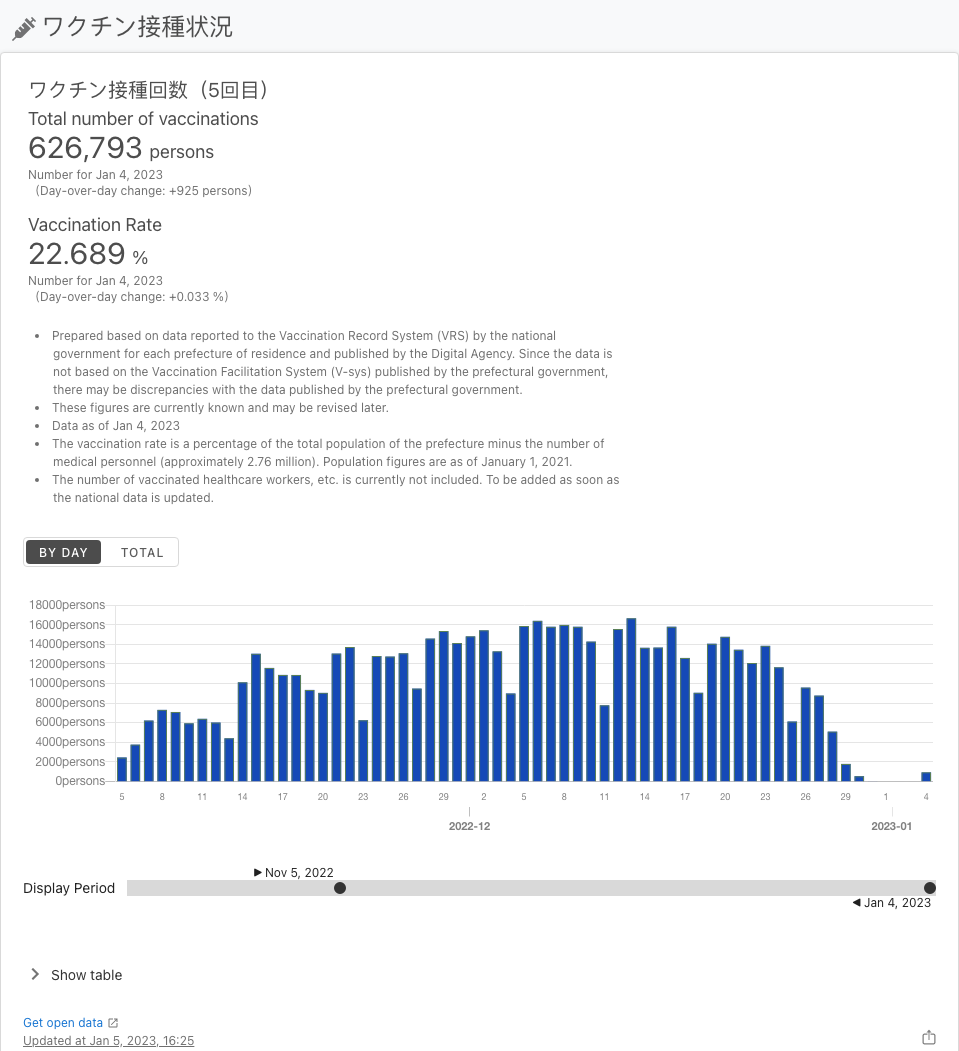 ワクチン接種状況
ワクチン接種回数（5回目）
Total number of vaccinations
626,793 persons
Number for Jan 4, 2023
(Day-over-day change: +925 persons)
Vaccination Rate
22.689 %
Number for Jan 4, 2023
(Day-over-day change: +0.033 %)
• Prepared based on data reported to the Vaccination Record System (VRS) by the national
government for each prefecture of residence and published by the Digital Agency. Since the data is
not based on the Vaccination Facilitation System (V-sys) published by the prefectural government,
there may be discrepancies with the data published by the prefectural government.
• These figures are currently known and may be revised later.
• Data as of Jan 4, 2023
• The vaccination rate is a percentage of the total population of the prefecture minus the number of
medical personnel (approximately 2.76 million). Population figures are as of January 1, 2021.
• The number of vaccinated healthcare workers, etc. is currently not included. To be added as soon as
the national data is updated.
BY DAY TOTAL
18000persons
16000persons
14000persons
12000persons
10000persons
8000persons
6000persons
4000persons
2000persons
0persons
5 8 11 14 17 20 23 26 29 2 5 8 11 14 17 20 23 26 29 1 4
2022-12 2023-01
▶ Nov 5, 2022
Display Period
◀ Jan 4, 2023
Show table
Get open data
Updated at Jan 5, 2023, 16:25